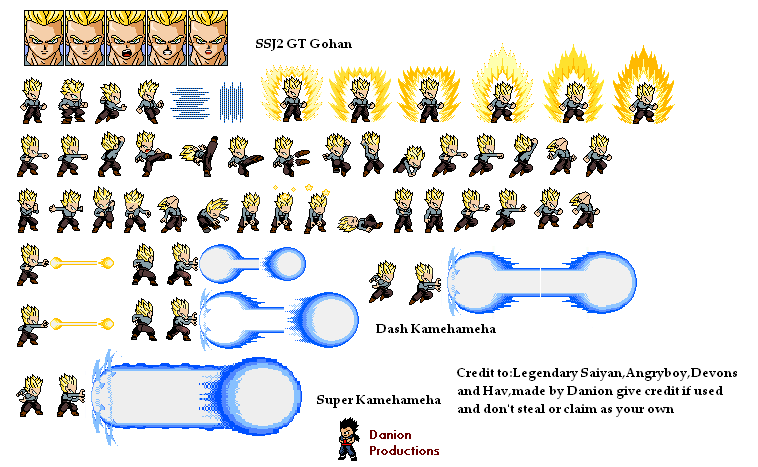 SSJ2 GT Gohan
Dash Kamehameha
Super Kamehameha
Credit to:Legendary Saiyan,Angryboy,Devons
and Hav,made by Danion give credit if used
and don't steal or claim as your own
Danion
Productions